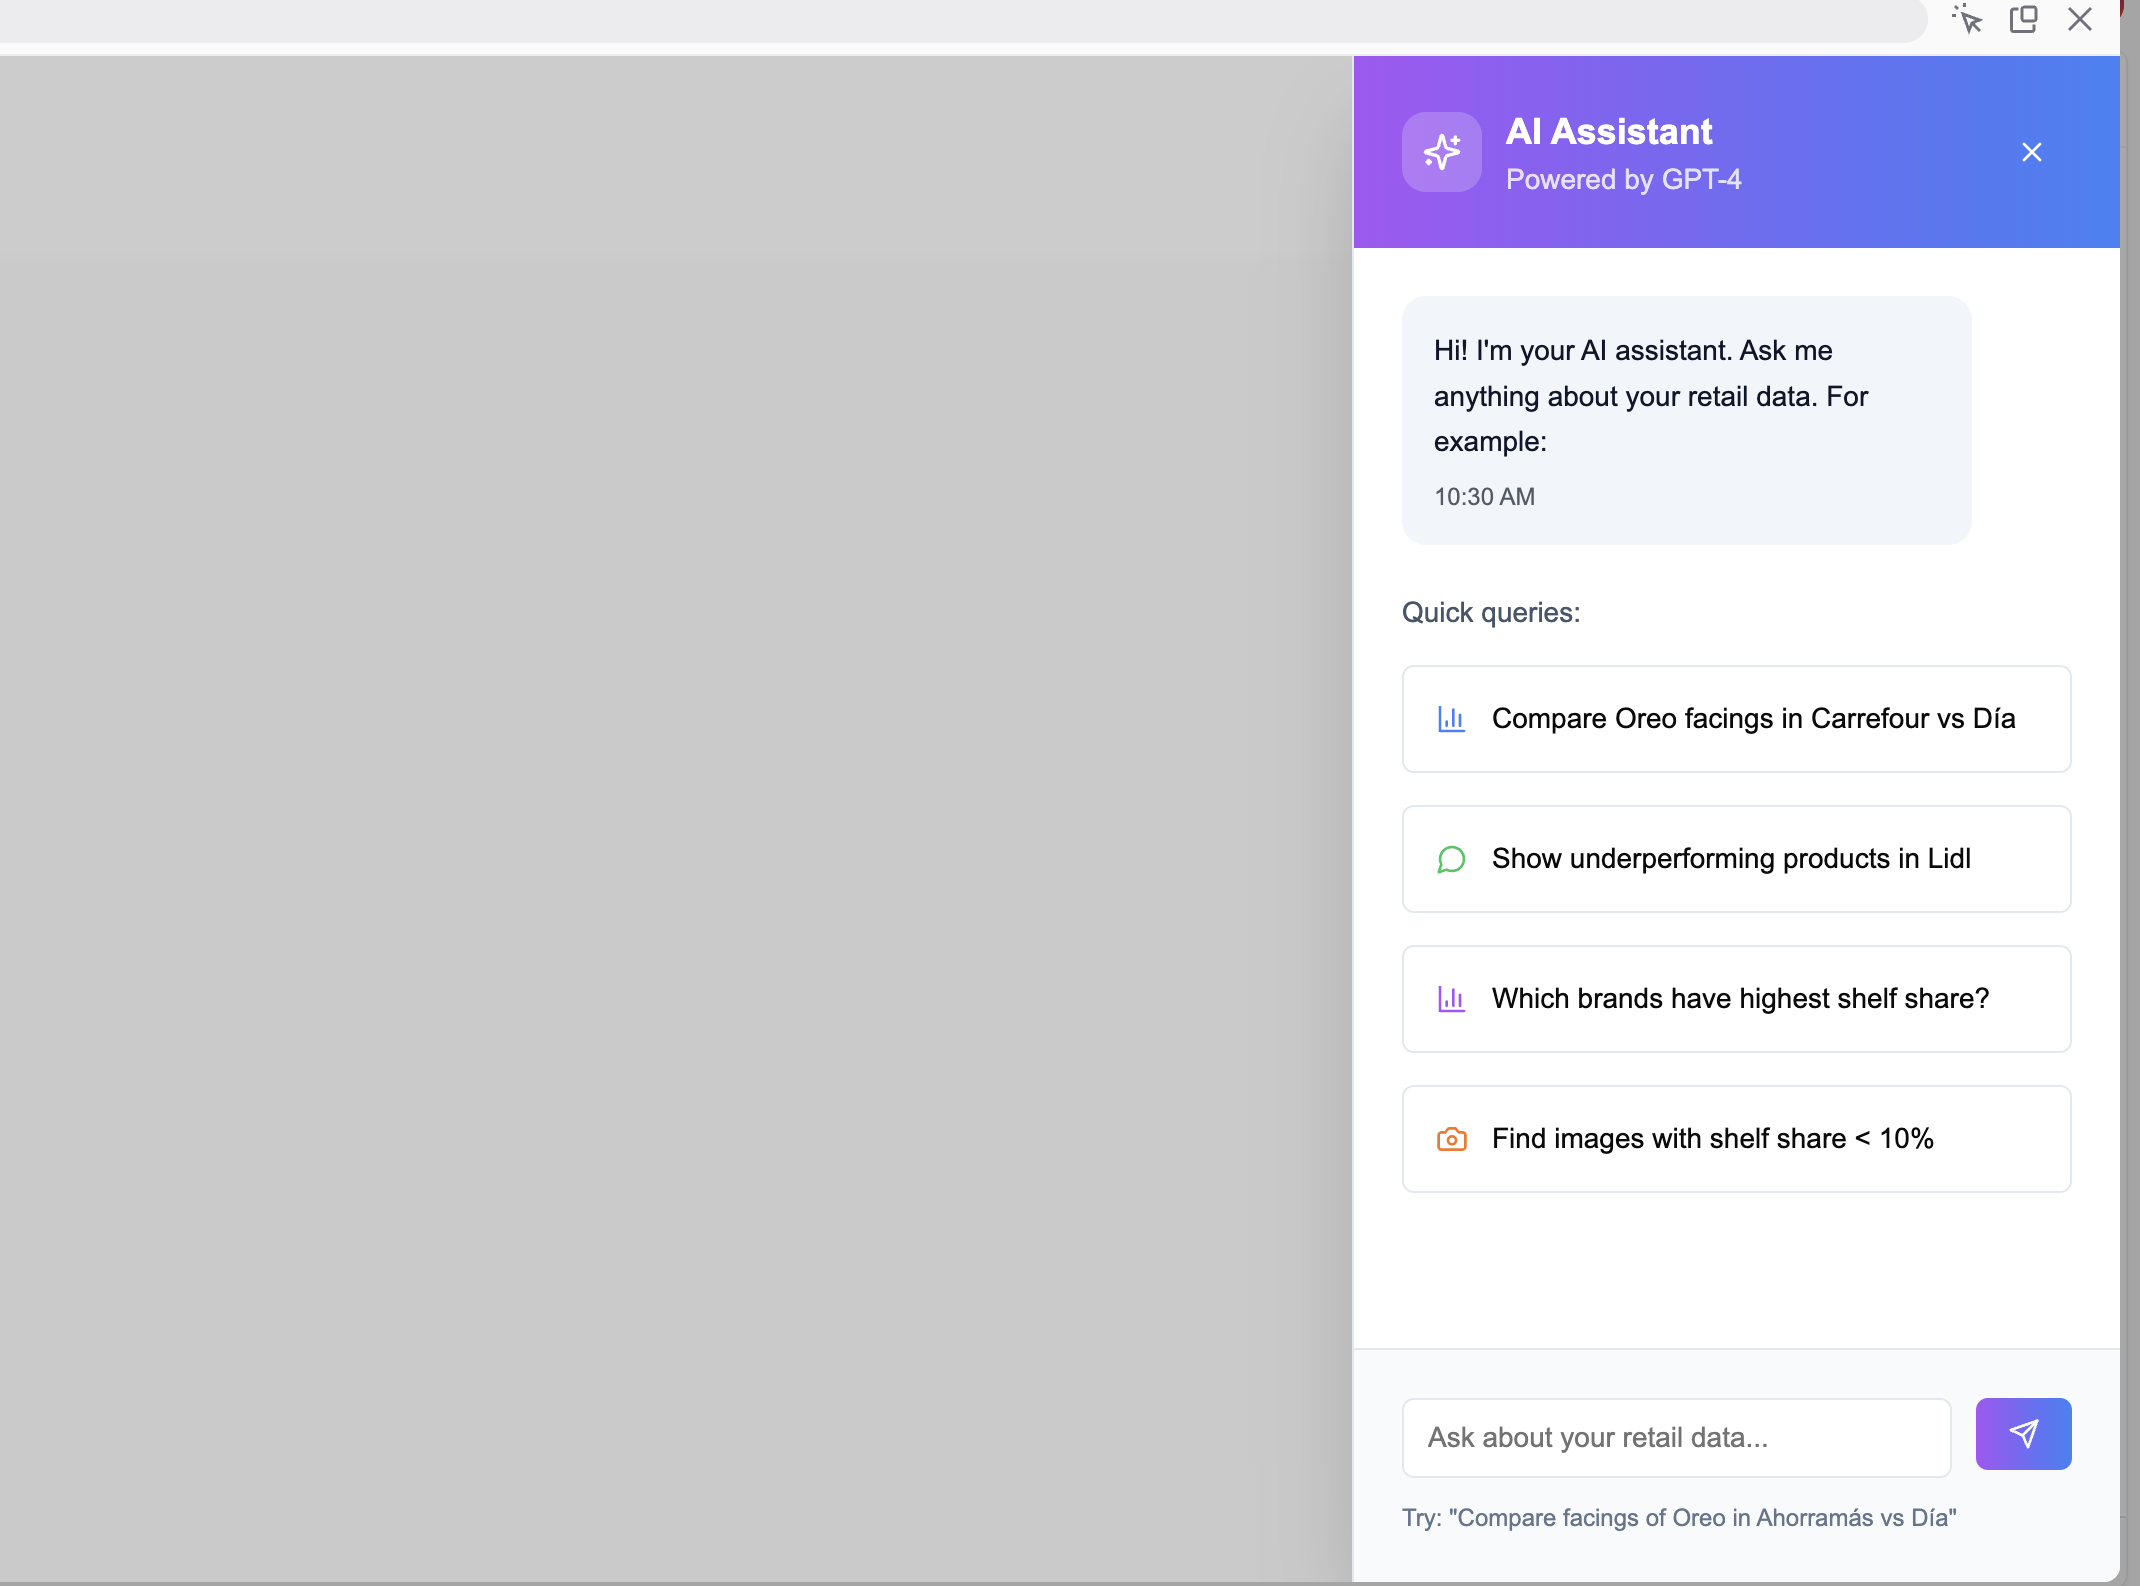 AI Assistant
Powered by GPT-4
Hi! I'm your AI assistant. Ask me
anything about your retail data. For
example:
10:30 AM
Quick queries:
Compare Oreo facings in Carrefour vs Día
Show underperforming products in Lidl
Which brands have highest shelf share?
Find images with shelf share < 10%
Ask about your retail data...
Try: "Compare facings of Oreo in Ahorramás vs Día"